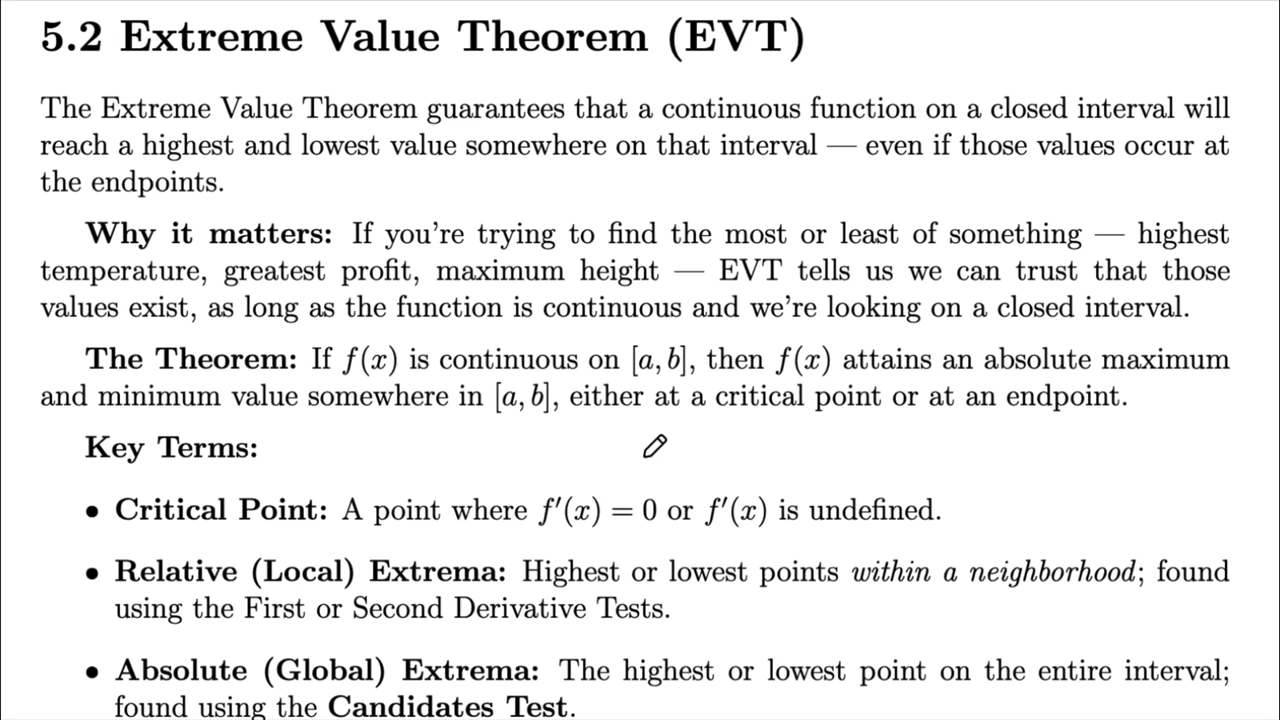 5.2 Extreme Value Theorem (EVT)
The Extreme Value Theorem guarantees that a continuous function on a closed interval will
reach a highest and lowest value somewhere on that interval — even if those values occur at
the endpoints.
Why it matters: If you're trying to find the most or least of something — highest
temperature, greatest profit, maximum height — EVT tells us we can trust that those
values exist, as long as the function is continuous and we're looking on a closed interval.
The Theorem: If f(x) is continuous on [a, b], then f(x) attains an absolute maximum
and minimum value somewhere in [a, b], either at a critical point or at an endpoint.
Key Terms:
• Critical Point: A point where f′(x) = 0 or f′(x) is undefined.
• Relative (Local) Extrema: Highest or lowest points within a neighborhood; found
using the First or Second Derivative Tests.
• Absolute (Global) Extrema: The highest or lowest point on the entire interval;
found using the Candidates Test.